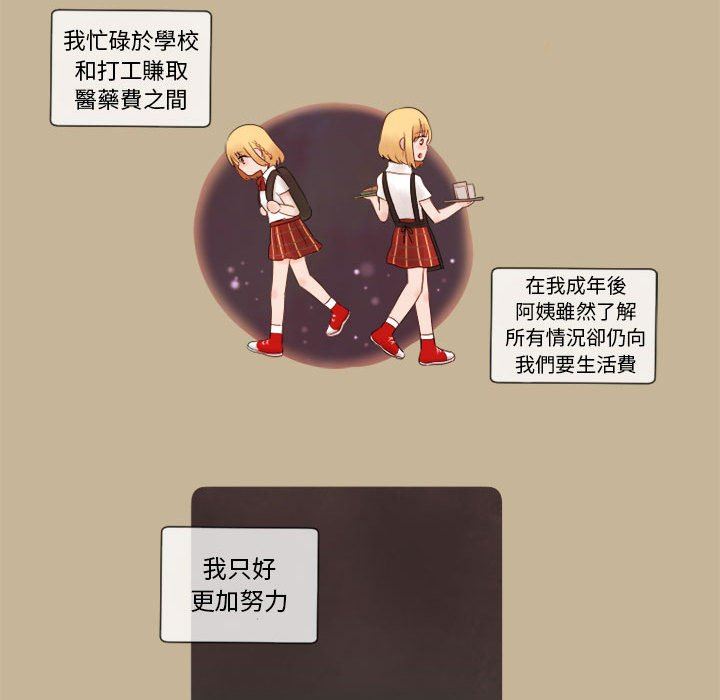 我忙碌於學校
和打工賺取
醫藥費之間
在我成年後
阿姨雖然了解
所有情況卻仍向
我們要生活費
我只好
更加努力